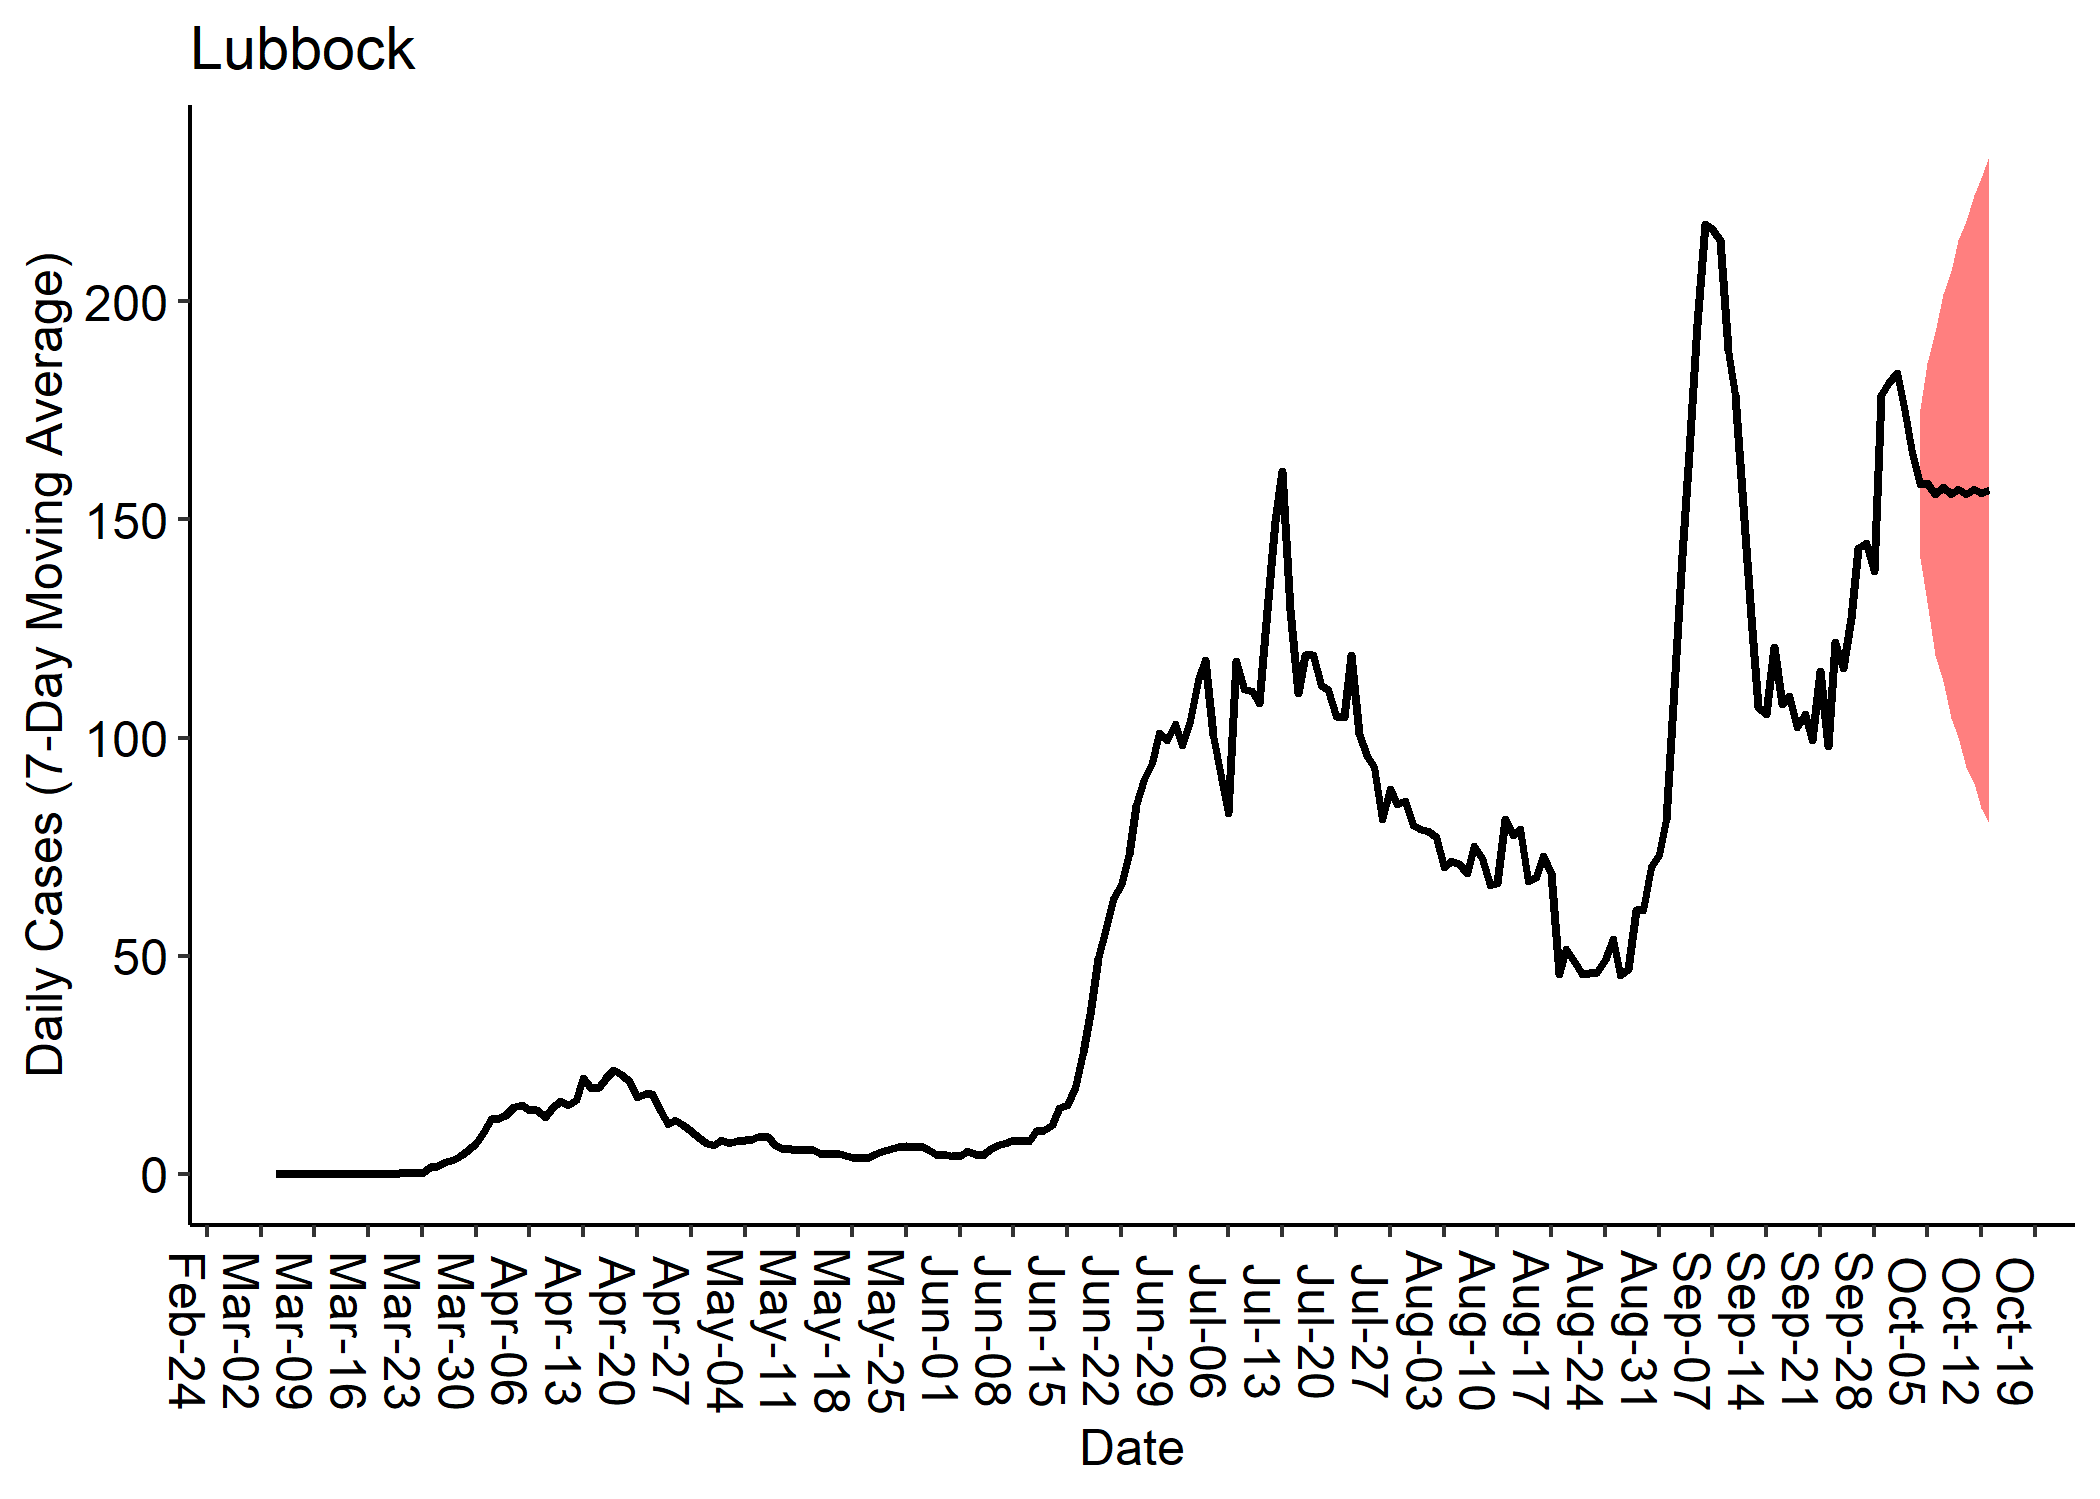 Lubbock
Daily Cases (7-Day Moving Average)
200
150
100
50
0
Feb-24
Mar-02
Mar-09
Mar-16
Mar-23
Mar-30
Apr-06
Apr-13
Apr-20
Apr-27
May-04
May-11
May-18
May-25
Jun-01
Jun-08
Jun-15
Jun-22
Jun-29
Jul-06
Jul-13
Jul-20
Jul-27
Aug-03
Aug-10
Aug-17
Aug-24
Aug-31
Sep-07
Sep-14
Sep-21
Sep-28
Oct-05
Oct-12
Oct-19
Date